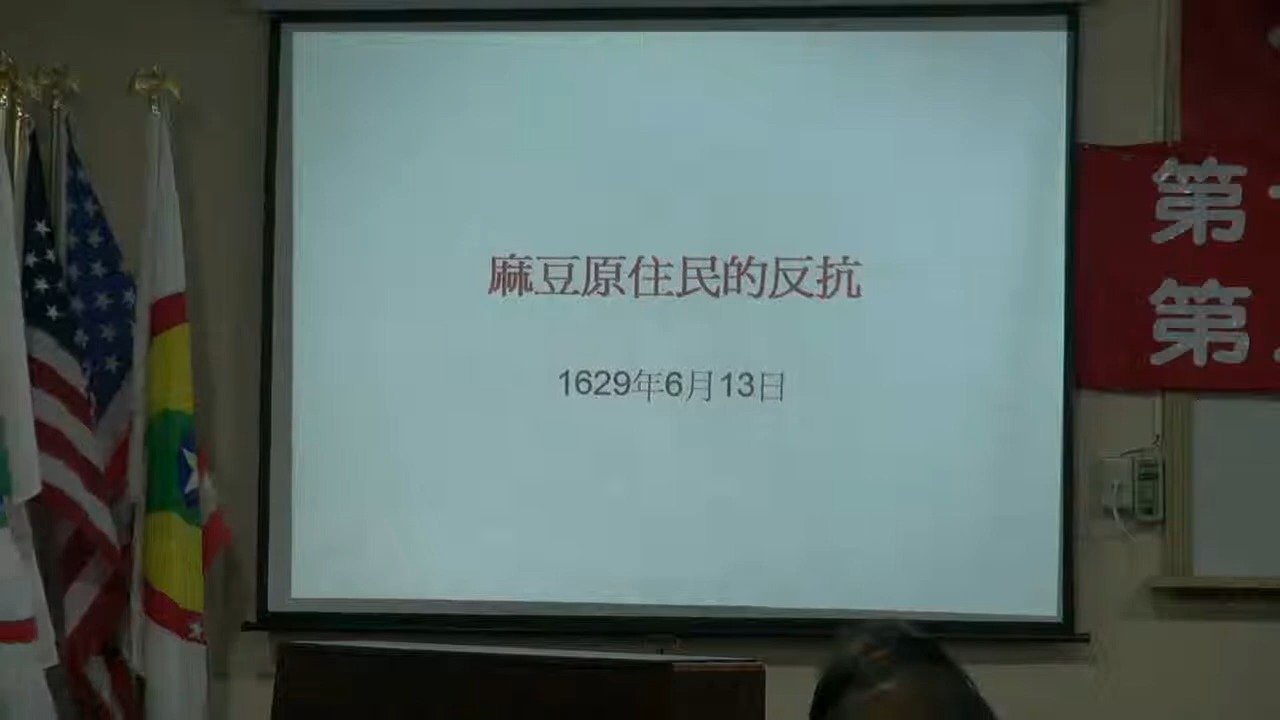 麻豆原住民的反抗
1629年6月13日
第
第